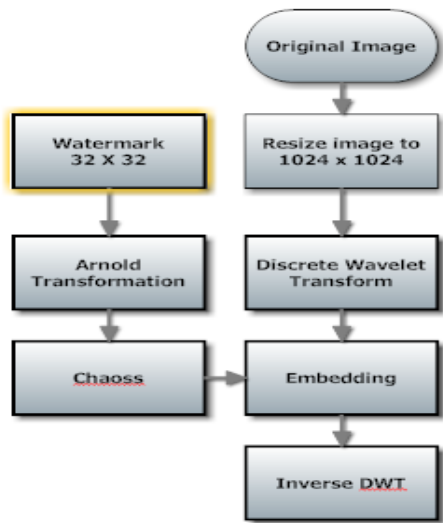 Original Image
Watermark
32 X 32
Resize image to
1024 x 1024
Arnold
Transformation
Discrete Wavelet
Transform
Chaoss
Embedding
Inverse DWT